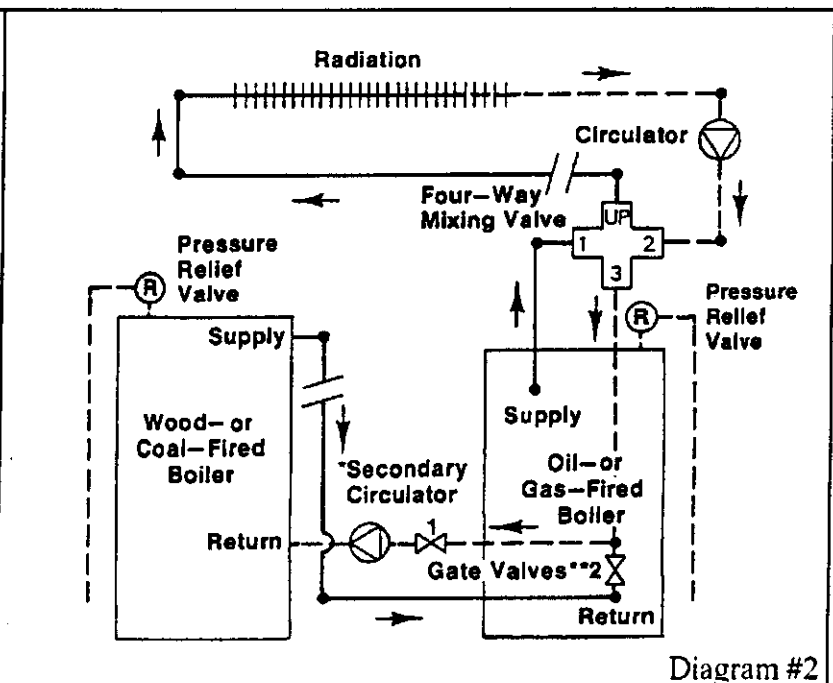 Radiation
Circulator
Four-Way
Mixing Valve
UP
1
2
3
Pressure
Relief
Valve
R
Pressure
Relief
Valve
R
Supply
Wood- or
Coal-Fired
Boiler
Return
*Secondary
Circulator
1
Supply
Oil- or
Gas-Fired
Boiler
Gate Valves**2
Return
Diagram #2